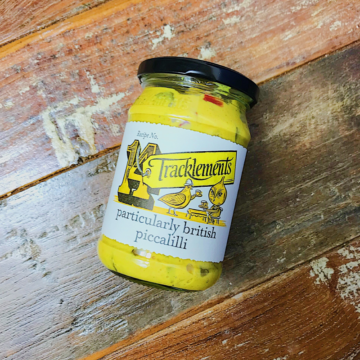 Recipe No.
14
Tracklements
particularly british
piccalilli